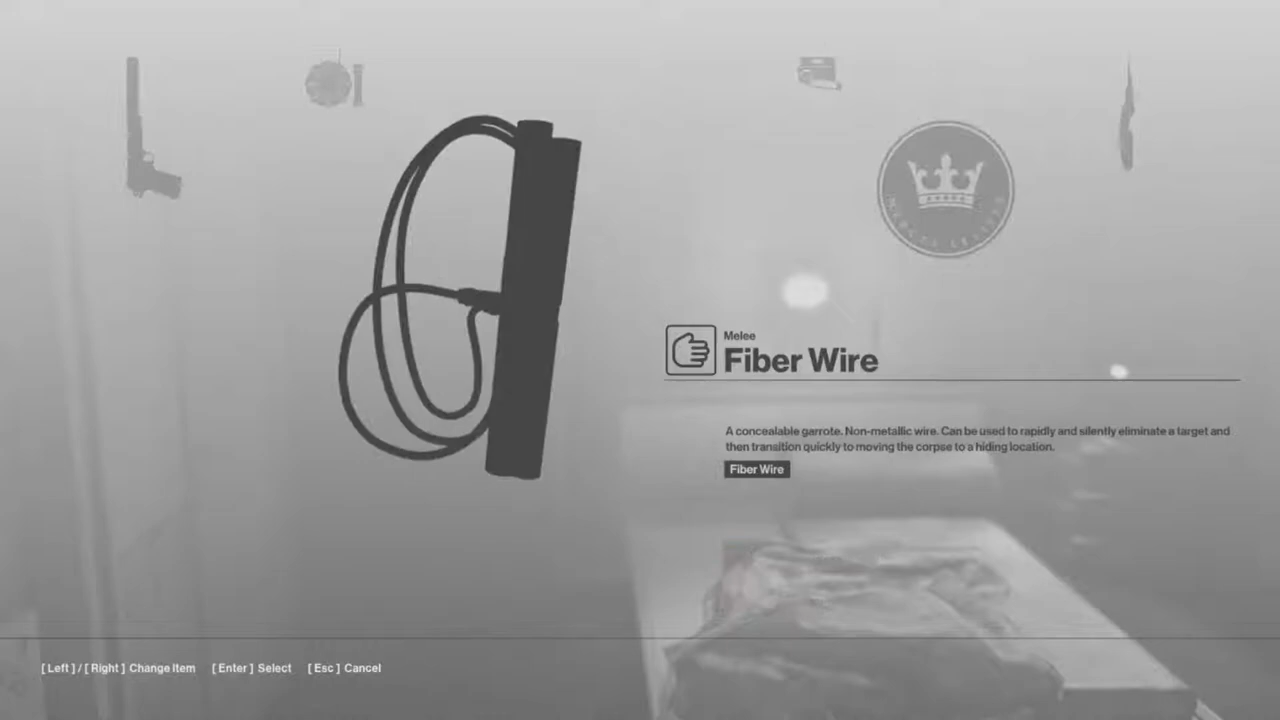 Melee
Fiber Wire
A concealable garrote. Non-metallic wire. Can be used to rapidly and silently eliminate a target and
then transition quickly to moving the corpse to a hiding location.
Fiber Wire
[ Left ] / [ Right ] Change Item [ Enter ] Select [ Esc ] Cancel